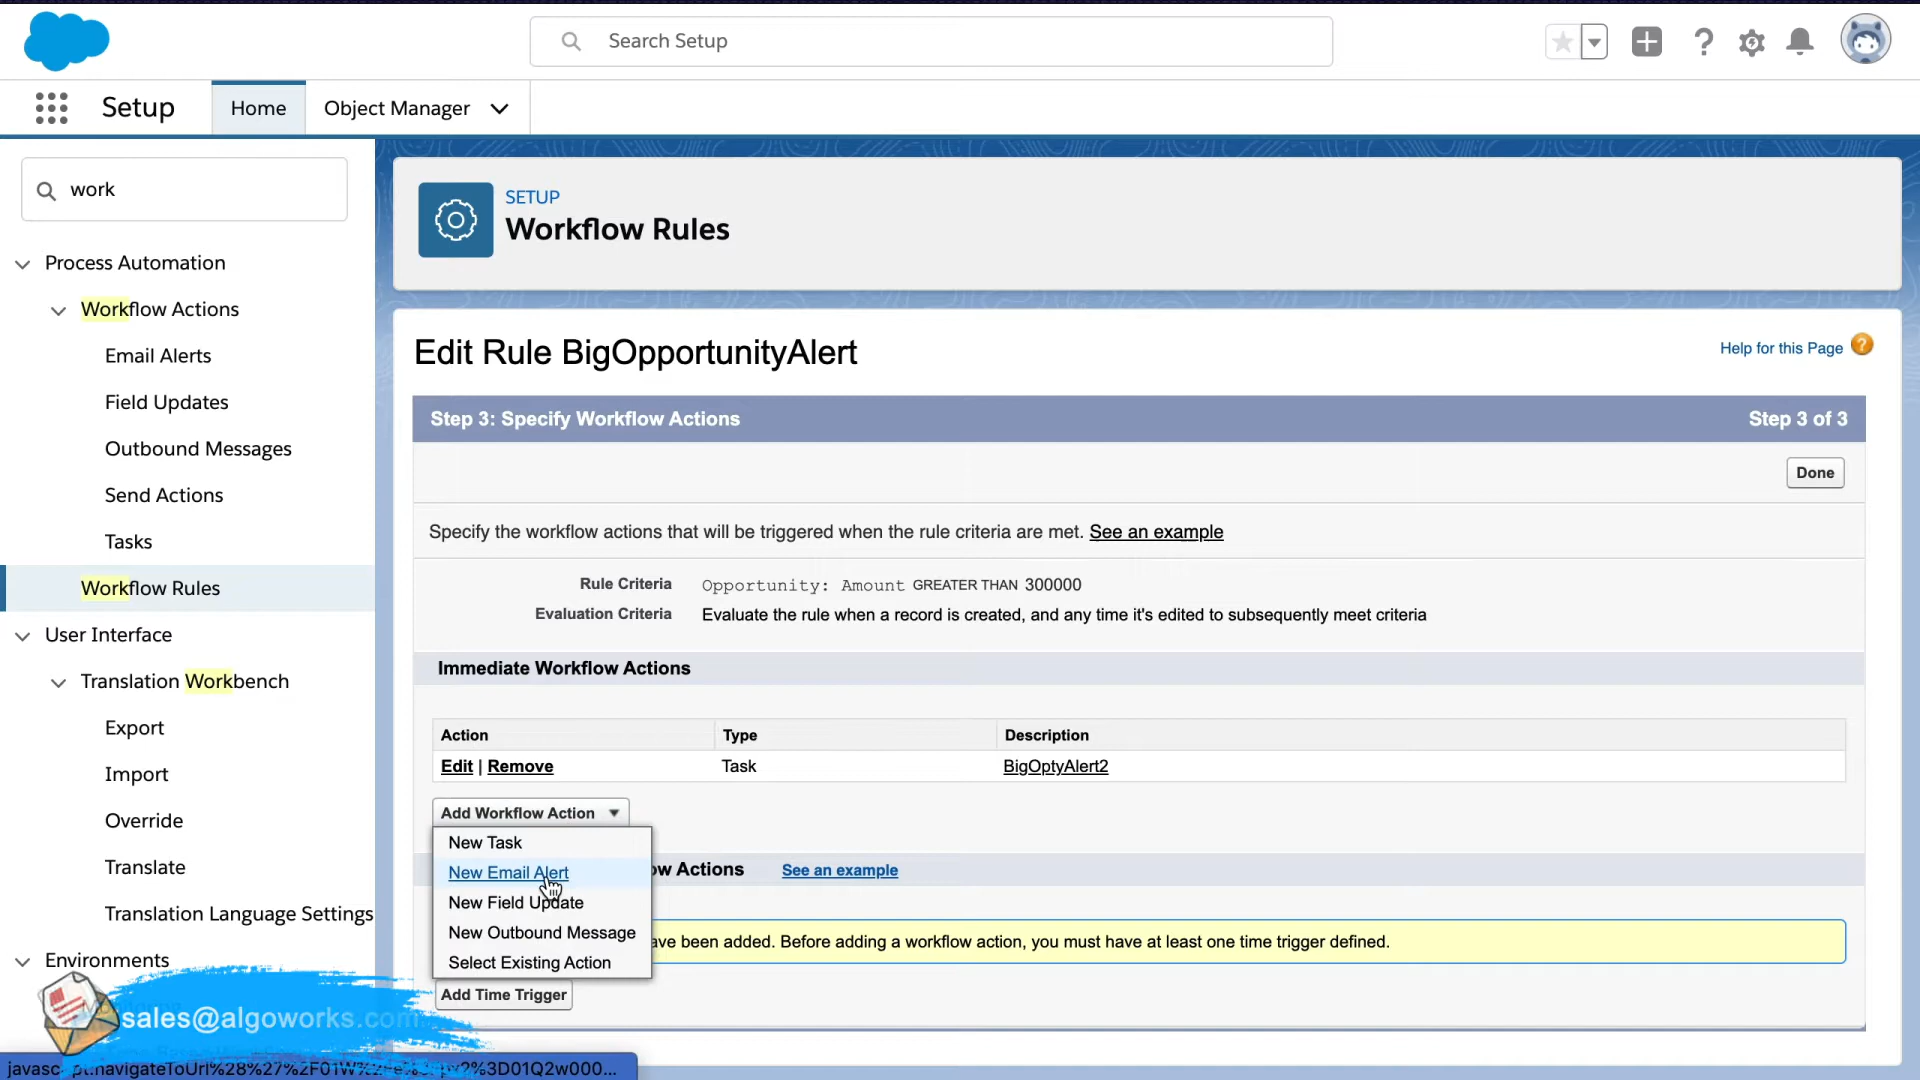 Search Setup
Setup
Home
Object Manager
work
Process Automation
Workflow Actions
Email Alerts
Field Updates
Outbound Messages
Send Actions
Tasks
Workflow Rules
User Interface
Translation Workbench
Export
Import
Override
Translate
Translation Language Settings
Environments
sales@algoworks.com
SETUP
Workflow Rules
Edit Rule BigOpportunityAlert
Help for this Page
Step 3: Specify Workflow Actions
Step 3 of 3
Done
Specify the workflow actions that will be triggered when the rule criteria are met. See an example
Rule Criteria
Opportunity: Amount GREATER THAN 300000
Evaluation Criteria
Evaluate the rule when a record is created, and any time it's edited to subsequently meet criteria
Immediate Workflow Actions
Action
Type
Description
Edit | Remove
Task
BigOptyAlert2
Add Workflow Action
New Task
New Email Alert
New Field Update
New Outbound Message
Select Existing Action
ow Actions
See an example
ave been added. Before adding a workflow action, you must have at least one time trigger defined.
Add Time Trigger